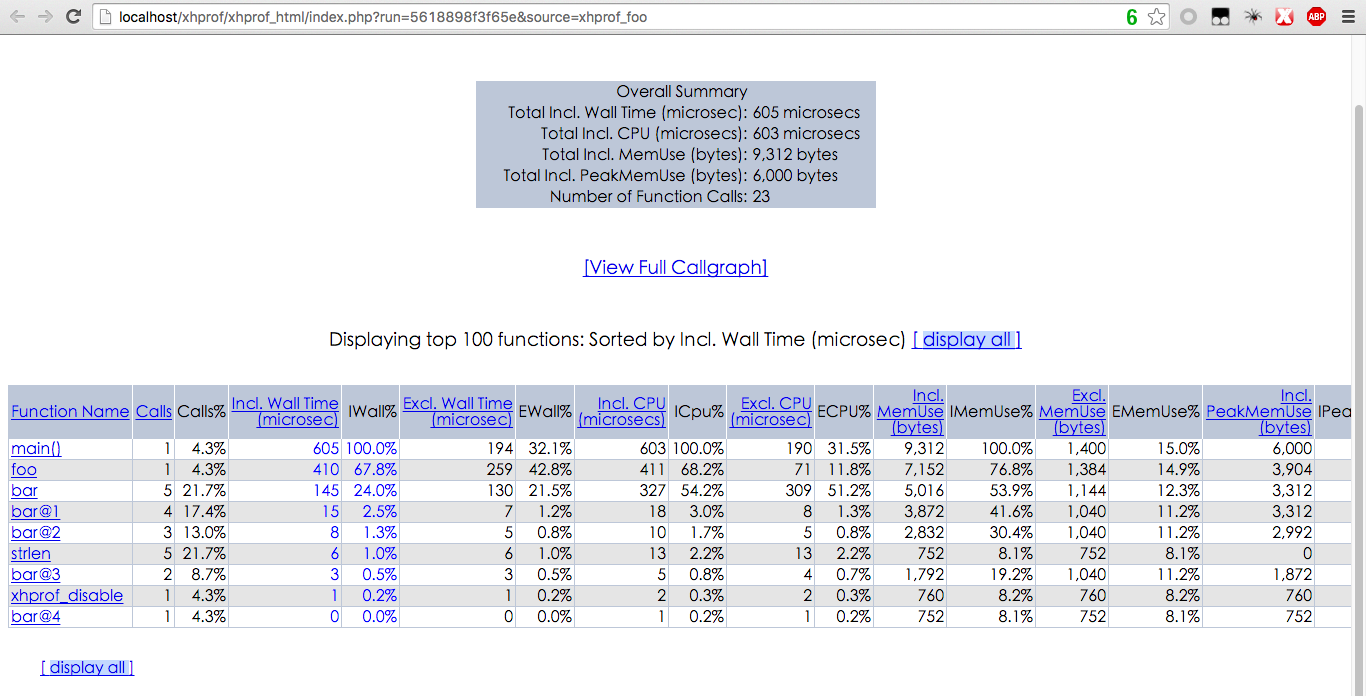 localhost/xhprof/xhprof_html/index.php?run=5618898f3f65e&source=xhprof_foo
6
ABP
Overall Summary
Total Incl. Wall Time (microsec): 605 microsecs
Total Incl. CPU (microsecs): 603 microsecs
Total Incl. MemUse (bytes): 9,312 bytes
Total Incl. PeakMemUse (bytes): 6,000 bytes
Number of Function Calls: 23
[View Full Callgraph]
Displaying top 100 functions: Sorted by Incl. Wall Time (microsec) [ display all ]
Function Name Calls Calls% Incl. Wall Time (microsec) IWall% Excl. Wall Time (microsec) EWall% Incl. CPU (microsecs) ICpu% Excl. CPU (microsec) ECPU% Incl. MemUse (bytes) IMemUse% Excl. MemUse (bytes) EMemUse% Incl. PeakMemUse (bytes) IPea
main() 1 4.3% 605 100.0% 194 32.1% 603 100.0% 190 31.5% 9,312 100.0% 1,400 15.0% 6,000
foo 1 4.3% 410 67.8% 259 42.8% 411 68.2% 71 11.8% 7,152 76.8% 1,384 14.9% 3,904
bar 5 21.7% 145 24.0% 130 21.5% 327 54.2% 309 51.2% 5,016 53.9% 1,144 12.3% 3,312
bar@1 4 17.4% 15 2.5% 7 1.2% 18 3.0% 8 1.3% 3,872 41.6% 1,040 11.2% 3,312
bar@2 3 13.0% 8 1.3% 5 0.8% 10 1.7% 5 0.8% 2,832 30.4% 1,040 11.2% 2,992
strlen 5 21.7% 6 1.0% 6 1.0% 13 2.2% 13 2.2% 752 8.1% 752 8.1% 0
bar@3 2 8.7% 3 0.5% 3 0.5% 5 0.8% 4 0.7% 1,792 19.2% 1,040 11.2% 1,872
xhprof_disable 1 4.3% 1 0.2% 1 0.2% 2 0.3% 2 0.3% 760 8.2% 760 8.2% 760
bar@4 1 4.3% 0 0.0% 0 0.0% 1 0.2% 1 0.2% 752 8.1% 752 8.1% 752
[ display all ]